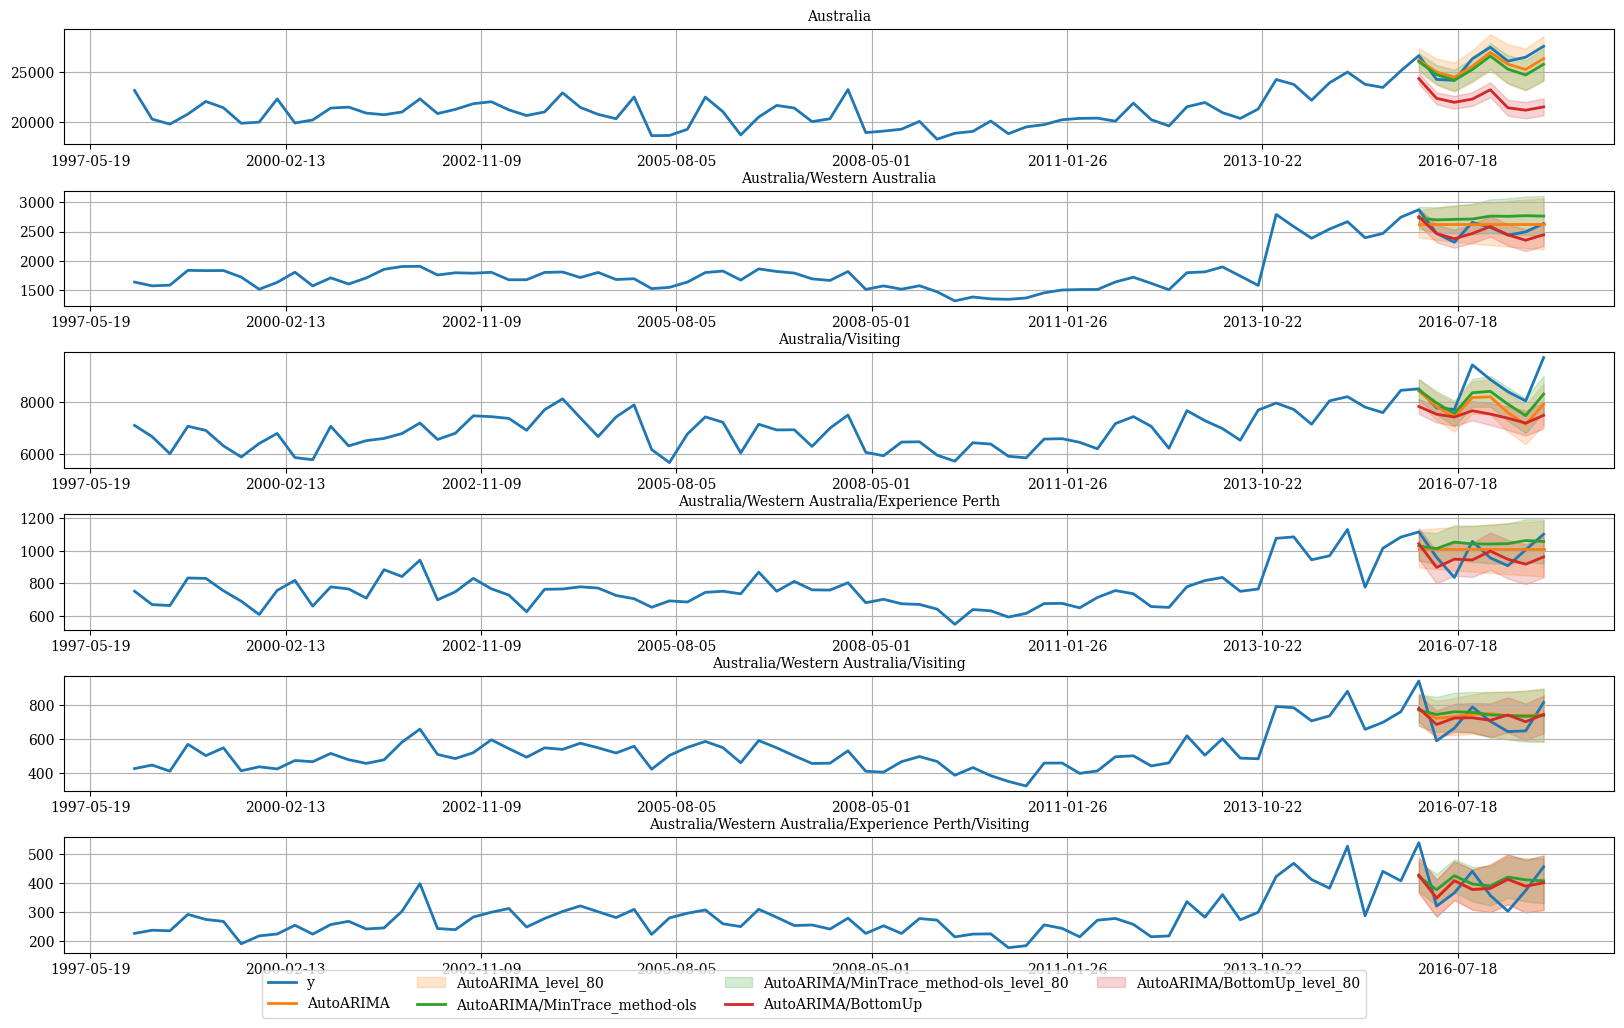 Australia
25000
20000
1997-05-19 2000-02-13 2002-11-09 2005-08-05 2008-05-01 2011-01-26 2013-10-22 2016-07-18
Australia/Western Australia
3000
2500
2000
1500
1997-05-19 2000-02-13 2002-11-09 2005-08-05 2008-05-01 2011-01-26 2013-10-22 2016-07-18
Australia/Visiting
8000
6000
1997-05-19 2000-02-13 2002-11-09 2005-08-05 2008-05-01 2011-01-26 2013-10-22 2016-07-18
Australia/Western Australia/Experience Perth
1200
1000
800
600
1997-05-19 2000-02-13 2002-11-09 2005-08-05 2008-05-01 2011-01-26 2013-10-22 2016-07-18
Australia/Western Australia/Visiting
800
600
400
1997-05-19 2000-02-13 2002-11-09 2005-08-05 2008-05-01 2011-01-26 2013-10-22 2016-07-18
Australia/Western Australia/Experience Perth/Visiting
500
400
300
200
1997-05-19 2000-02-13 2002-11-09 2005-08-05 2008-05-01 2011-01-26 2013-10-22 2016-07-18
y AutoARIMA_level_80 AutoARIMA/MinTrace_method-ols_level_80 AutoARIMA/BottomUp_level_80
AutoARIMA AutoARIMA/MinTrace_method-ols AutoARIMA/BottomUp